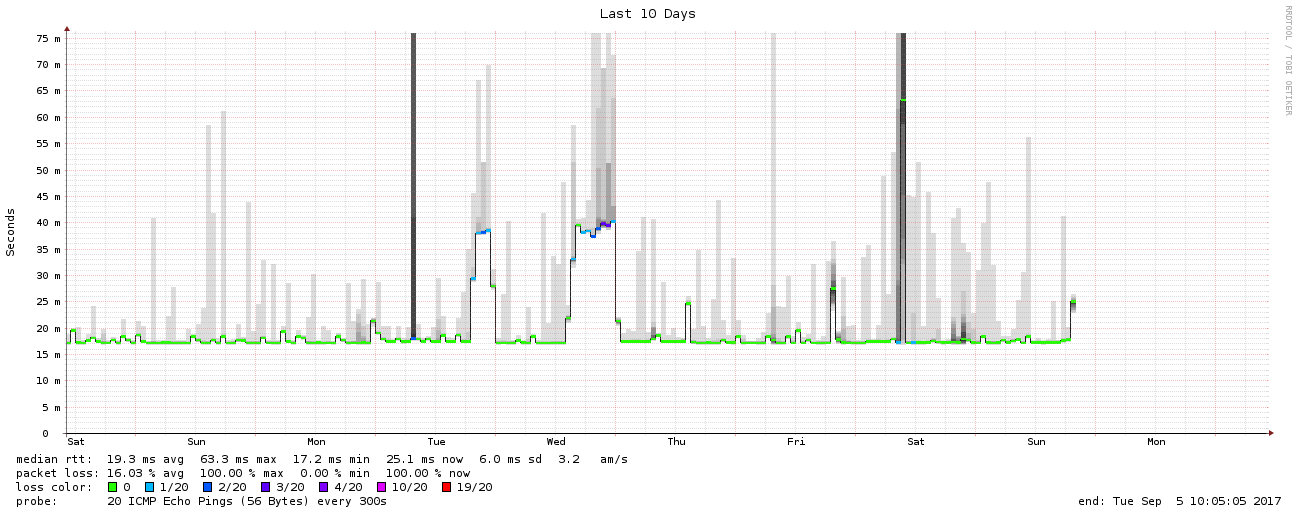 Last 10 Days
RRDTOOL / TOBI OETIKER
Seconds
75 m
70 m
65 m
60 m
55 m
50 m
45 m
40 m
35 m
30 m
25 m
20 m
15 m
10 m
5 m
0
Sat Sun Mon Tue Wed Thu Fri Sat Sun Mon
median rtt: 19.3 ms avg 63.3 ms max 17.2 ms min 25.1 ms now 6.0 ms sd 3.2 am/s
packet loss: 16.03 % avg 100.00 % max 0.00 % min 100.00 % now
loss color: 0 1/20 2/20 3/20 4/20 10/20 19/20
probe: 20 ICMP Echo Pings (56 Bytes) every 300s end: Tue Sep 5 10:05:05 2017